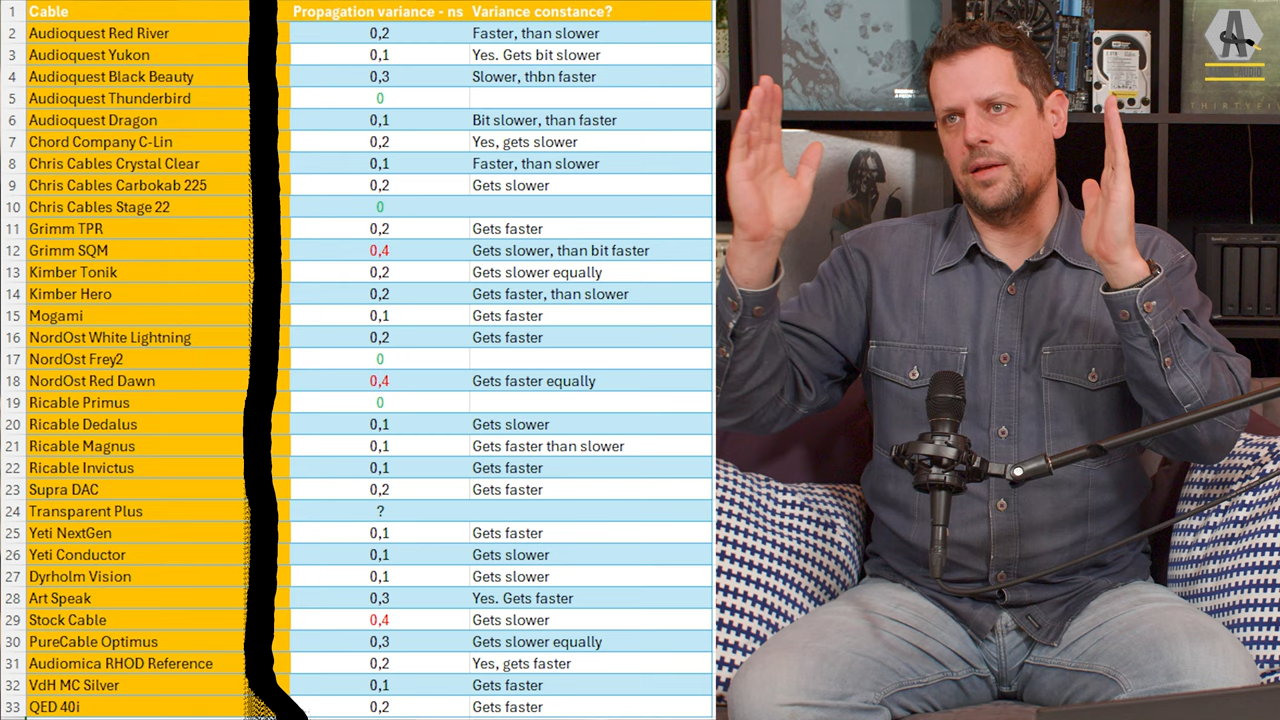 1 Cable Propagation variance - ns Variance constance?
2 Audioquest Red River 0,2 Faster, than slower
3 Audioquest Yukon 0,1 Yes. Gets bit slower
4 Audioquest Black Beauty 0,3 Slower, thbn faster
5 Audioquest Thunderbird 0
6 Audioquest Dragon 0,1 Bit slower, than faster
7 Chord Company C-Lin 0,2 Yes, gets slower
8 Chris Cables Crystal Clear 0,1 Faster, than slower
9 Chris Cables Carbokab 225 0,2 Gets slower
10 Chris Cables Stage 22 0
11 Grimm TPR 0,2 Gets faster
12 Grimm SQM 0,4 Gets slower, than bit faster
13 Kimber Tonik 0,2 Gets slower equally
14 Kimber Hero 0,2 Gets faster, than slower
15 Mogami 0,1 Gets faster
16 NordOst White Lightning 0,2 Gets faster
17 NordOst Frey2 0
18 NordOst Red Dawn 0,4 Gets faster equally
19 Ricable Primus 0
20 Ricable Dedalus 0,1 Gets slower
21 Ricable Magnus 0,1 Gets faster than slower
22 Ricable Invictus 0,1 Gets faster
23 Supra DAC 0,2 Gets faster
24 Transparent Plus ?
25 Yeti NextGen 0,1 Gets faster
26 Yeti Conductor 0,1 Gets slower
27 Dyrholm Vision 0,1 Gets slower
28 Art Speak 0,3 Yes. Gets faster
29 Stock Cable 0,4 Gets slower
30 PureCable Optimus 0,3 Gets slower equally
31 Audiomica RHOD Reference 0,2 Yes, gets faster
32 VdH MC Silver 0,1 Gets faster
33 QED 40i 0,2 Gets faster
THIRTYFI